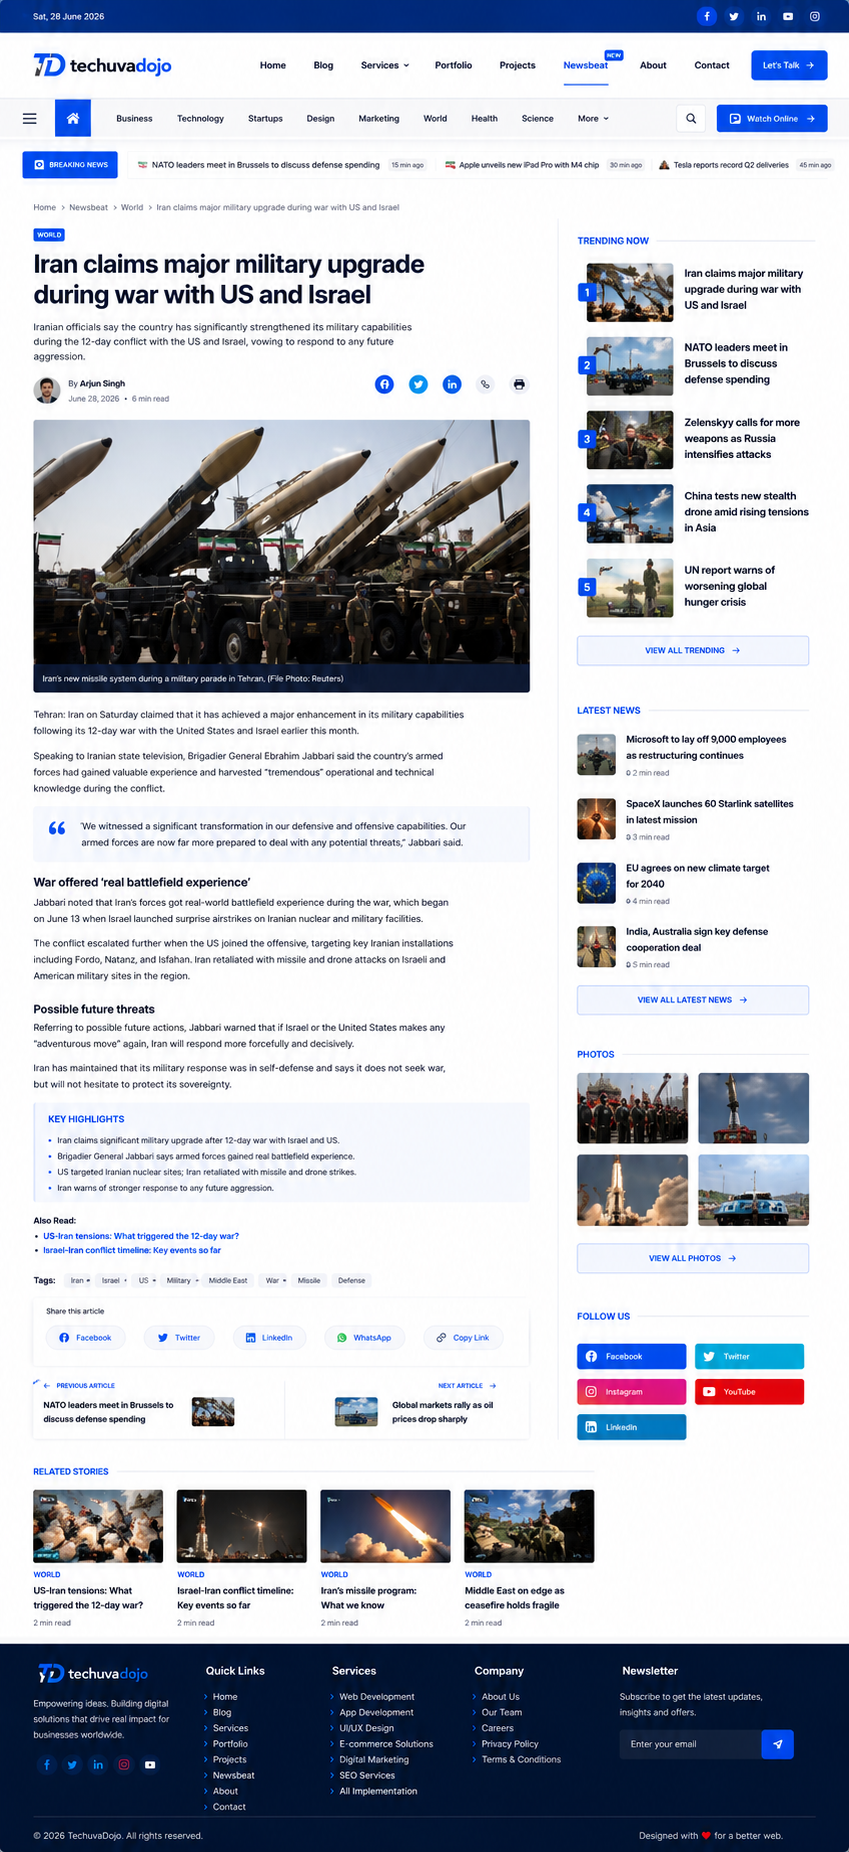 Sat, 28 June 2026
techuvadojo
Home
Blog
Services
Portfolio
Projects
Newsbeat
NEW
About
Contact
Let's Talk
Business
Technology
Startups
Design
Marketing
World
Health
Science
More
Watch Online
BREAKING NEWS
NATO leaders meet in Brussels to discuss defense spending
15 min ago
Apple unveils new iPad Pro with M4 chip
30 min ago
Tesla reports record Q2 deliveries
45 min ago
Home > Newsbeat > World > Iran claims major military upgrade during war with US and Israel
WORLD
Iran claims major military upgrade
during war with US and Israel
Iranian officials say the country has significantly strengthened its military capabilities
during the 12-day conflict with the US and Israel, vowing to respond to any future
aggression.
By Arjun Singh
June 28, 2026 • 6 min read
Iran's new missile system during a military parade in Tehran, (File Photo: Reuters)
Tehran: Iran on Saturday claimed that it has achieved a major enhancement in its military capabilities
following its 12-day war with the United States and Israel earlier this month.
Speaking to Iranian state television, Brigadier General Ebrahim Jabbari said the country's armed
forces had gained valuable experience and harvested "tremendous" operational and technical
knowledge during the conflict.
'We witnessed a significant transformation in our defensive and offensive capabilities. Our
armed forces are now far more prepared to deal with any potential threats," Jabbari said.
War offered 'real battlefield experience'
Jabbari noted that Iran's forces got real-world battlefield experience during the war, which began
on June 13 when Israel launched surprise airstrikes on Iranian nuclear and military facilities.
The conflict escalated further when the US joined the offensive, targeting key Iranian installations
including Fordo, Natanz, and Isfahan. Iran retaliated with missile and drone attacks on Israeli and
American military sites in the region.
Possible future threats
Referring to possible future actions, Jabbari warned that if Israel or the United States makes any
"adventurous move" again, Iran will respond more forcefully and decisively.
Iran has maintained that its military response was in self-defense and says it does not seek war,
but will not hesitate to protect its sovereignty.
KEY HIGHLIGHTS
• Iran claims significant military upgrade after 12-day war with Israel and US.
• Brigadier General Jabbari says armed forces gained real battlefield experience.
• US targeted Iranian nuclear sites; Iran retaliated with missile and drone strikes.
• Iran warns of stronger response to any future aggression.
Also Read:
• US-Iran tensions: What triggered the 12-day war?
• Israel-Iran conflict timeline: Key events so far
Tags:
Iran •
Israel •
US •
Military •
Middle East
War •
Missile
Defense
Share this article
Facebook
Twitter
LinkedIn
WhatsApp
Copy Link
PREVIOUS ARTICLE
NATO leaders meet in Brussels to
discuss defense spending
NEXT ARTICLE
Global markets rally as oil
prices drop sharply
TRENDING NOW
1
Iran claims major military
upgrade during war with
US and Israel
2
NATO leaders meet in
Brussels to discuss
defense spending
3
Zelenskyy calls for more
weapons as Russia
intensifies attacks
4
China tests new stealth
drone amid rising tensions
in Asia
5
UN report warns of
worsening global
hunger crisis
VIEW ALL TRENDING
LATEST NEWS
Microsoft to lay off 9,000 employees
as restructuring continues
2 min read
SpaceX launches 60 Starlink satellites
in latest mission
3 min read
EU agrees on new climate target
for 2040
4 min read
India, Australia sign key defense
cooperation deal
5 min read
VIEW ALL LATEST NEWS
PHOTOS
VIEW ALL PHOTOS
FOLLOW US
Facebook
Twitter
Instagram
YouTube
LinkedIn
RELATED STORIES
WORLD
US-Iran tensions: What
triggered the 12-day war?
2 min read
WORLD
Israel-Iran conflict timeline:
Key events so far
2 min read
WORLD
Iran's missile program:
What we know
2 min read
WORLD
Middle East on edge as
ceasefire holds fragile
2 min read
techuvadojo
Empowering ideas. Building digital
solutions that drive real impact for
businesses worldwide.
Quick Links
Home
Blog
Services
Portfolio
Projects
Newsbeat
About
Contact
Services
Web Development
App Development
UI/UX Design
E-commerce Solutions
Digital Marketing
SEO Services
All Implementation
Company
About Us
Our Team
Careers
Privacy Policy
Terms & Conditions
Newsletter
Subscribe to get the latest updates,
insights and offers.
Enter your email
© 2026 TechuvaDojo. All rights reserved.
Designed with ❤ for a better web.